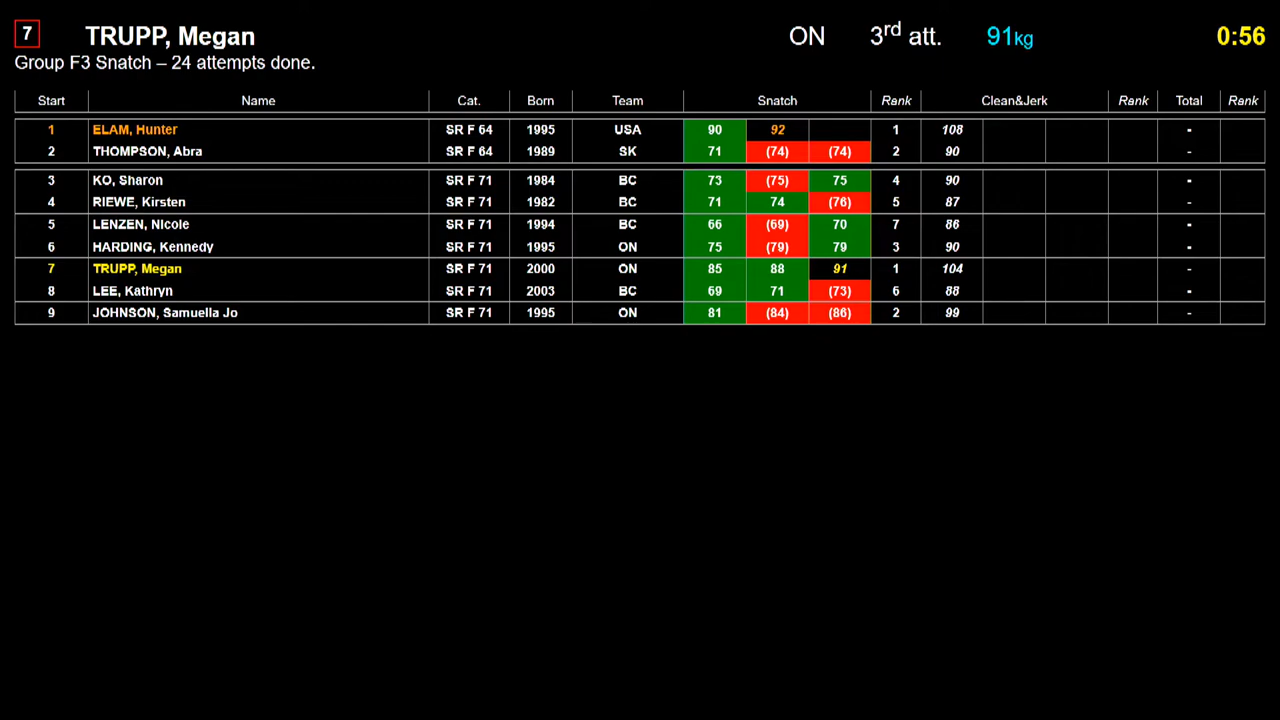 7 TRUPP, Megan ON 3rd att. 91kg 0:56
Group F3 Snatch – 24 attempts done.
Start Name Cat. Born Team Snatch Rank Clean&Jerk Rank Total Rank
1 ELAM, Hunter SR F 64 1995 USA 90 92 1 108 -
2 THOMPSON, Abra SR F 64 1989 SK 71 (74) (74) 2 90 -
3 KO, Sharon SR F 71 1984 BC 73 (75) 75 4 90 -
4 RIEWE, Kirsten SR F 71 1982 BC 71 74 (76) 5 87 -
5 LENZEN, Nicole SR F 71 1994 BC 66 (69) 70 7 86 -
6 HARDING, Kennedy SR F 71 1995 ON 75 (79) 79 3 90 -
7 TRUPP, Megan SR F 71 2000 ON 85 88 91 1 104 -
8 LEE, Kathryn SR F 71 2003 BC 69 71 (73) 6 88 -
9 JOHNSON, Samuella Jo SR F 71 1995 ON 81 (84) (86) 2 99 -